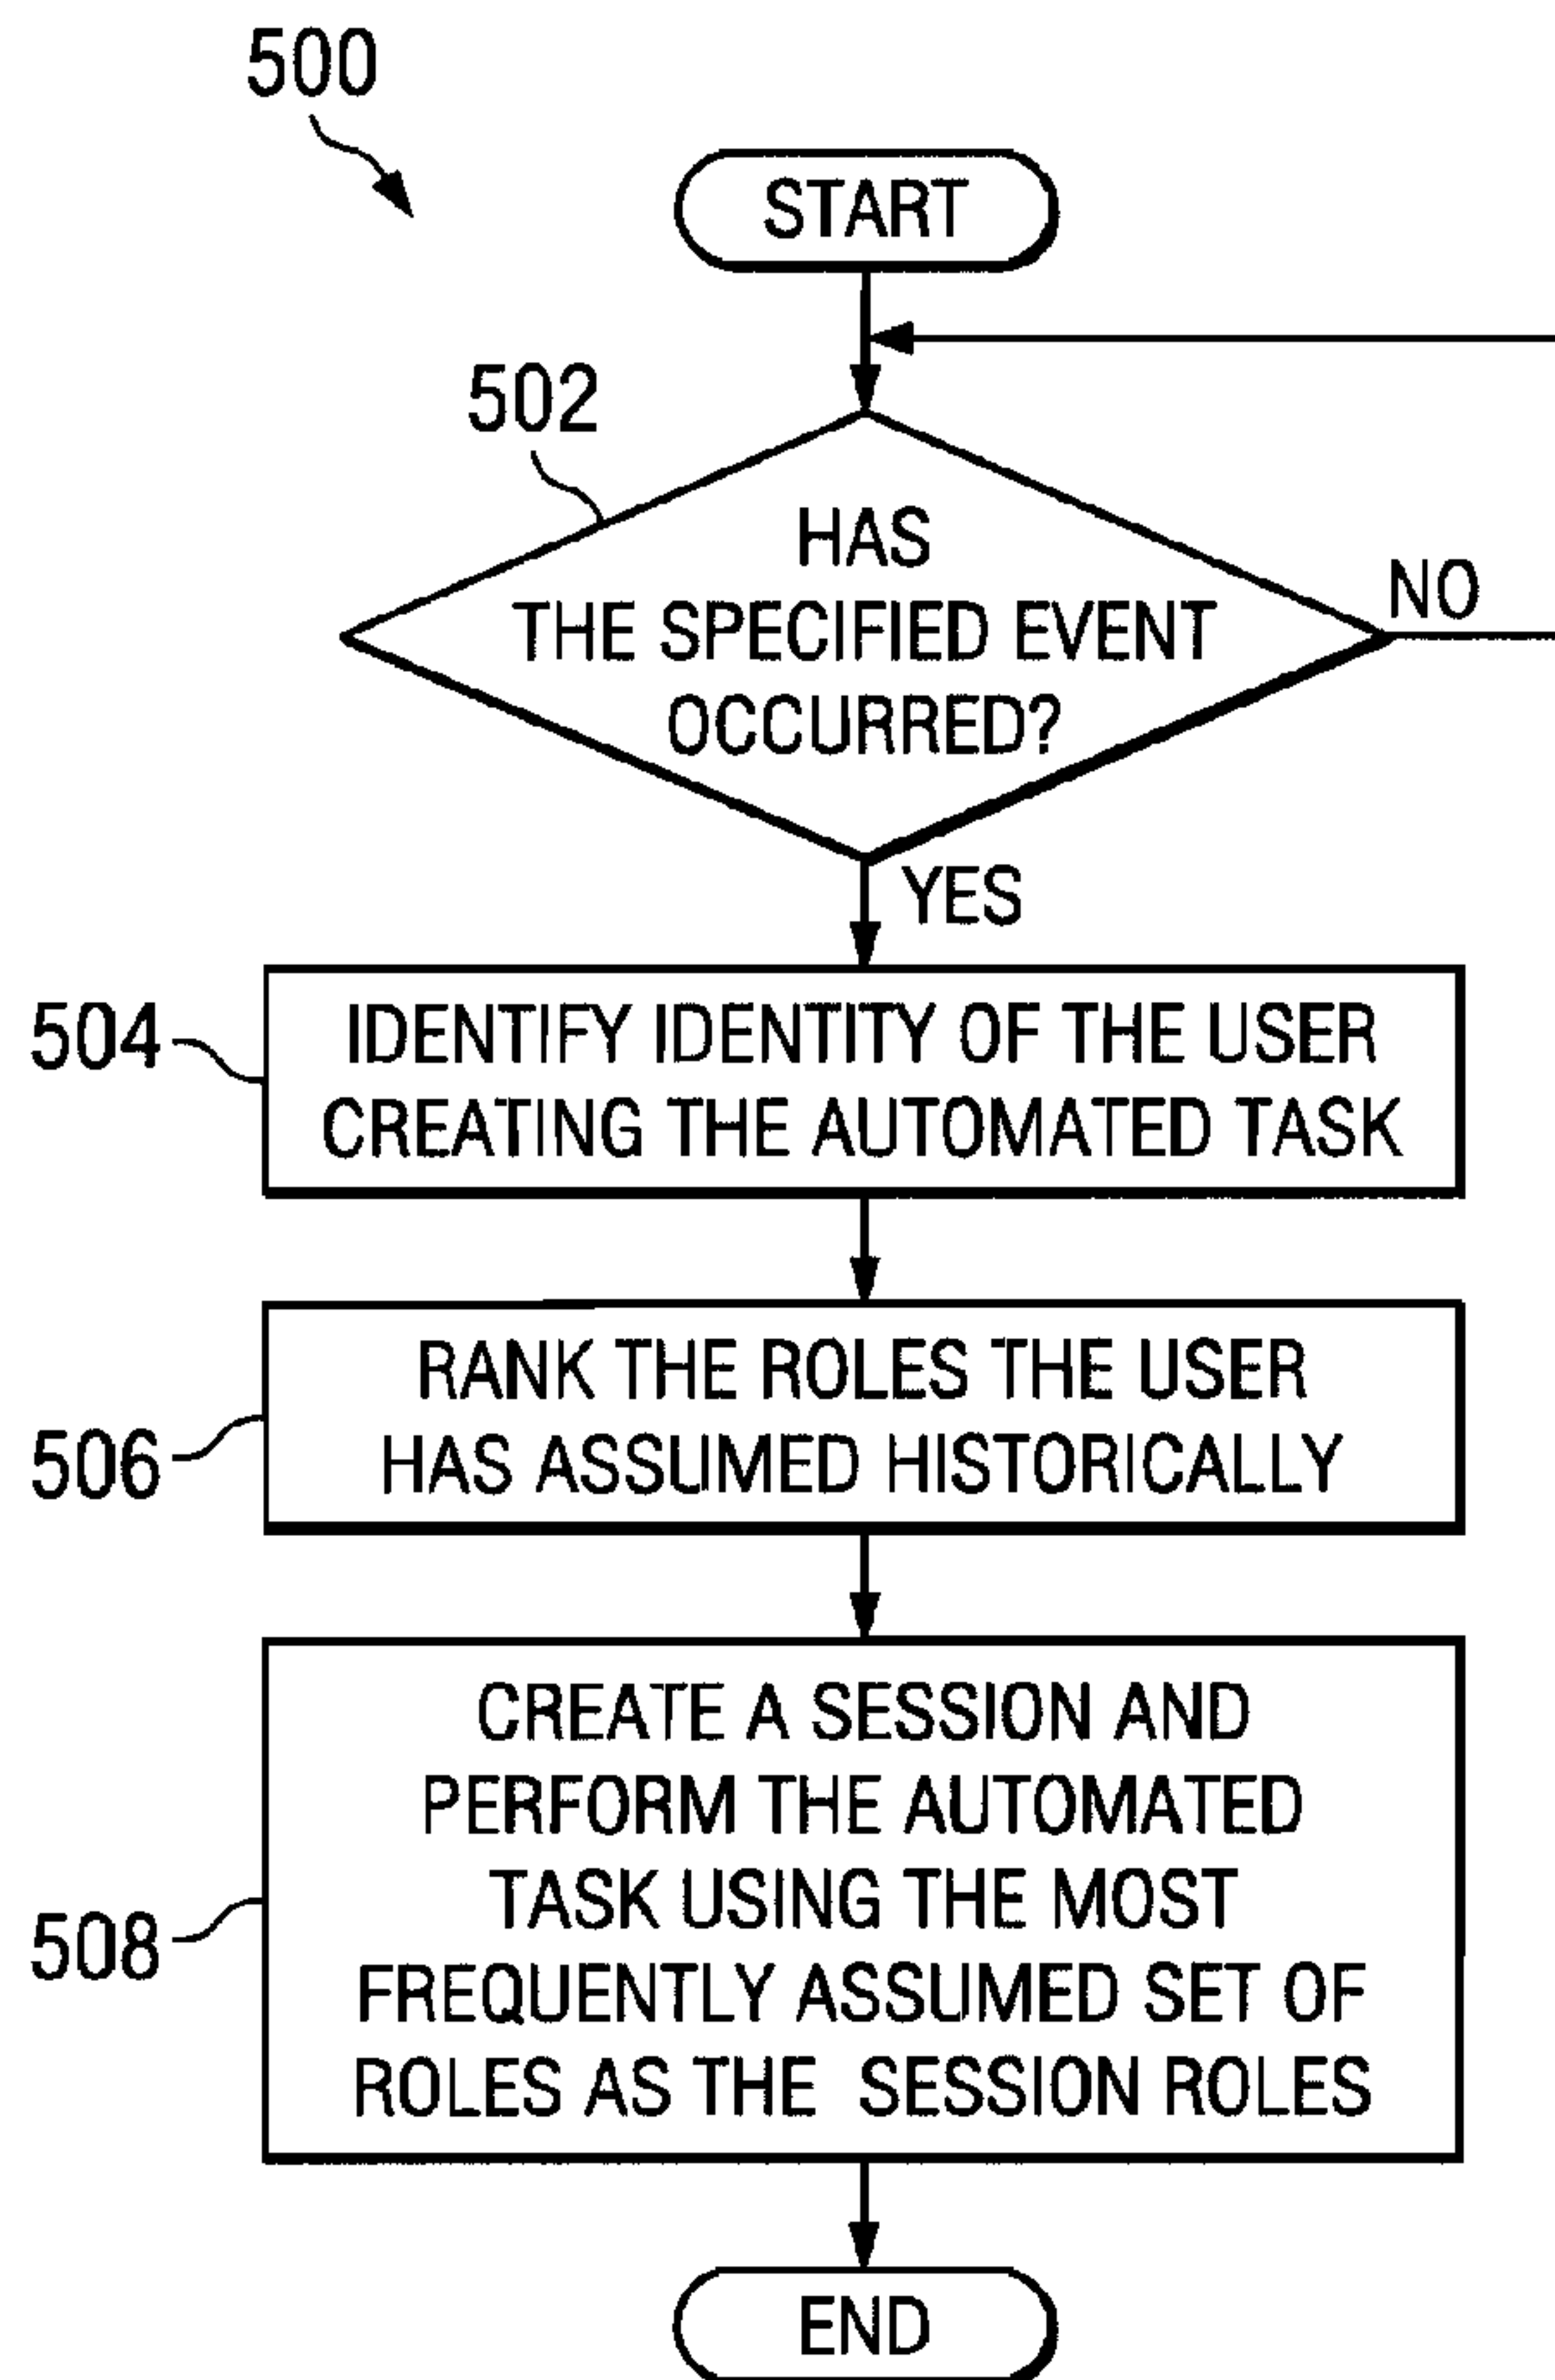 500
START
502
HAS
THE SPECIFIED EVENT
OCCURRED?
NO
YES
504
IDENTIFY IDENTITY OF THE USER
CREATING THE AUTOMATED TASK
506
RANK THE ROLES THE USER
HAS ASSUMED HISTORICALLY
508
CREATE A SESSION AND
PERFORM THE AUTOMATED
TASK USING THE MOST
FREQUENTLY ASSUMED SET OF
ROLES AS THE SESSION ROLES
END